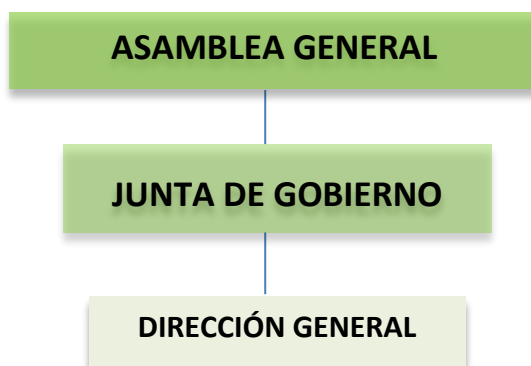 ASAMBLEA GENERAL
JUNTA DE GOBIERNO
DIRECCIÓN GENERAL